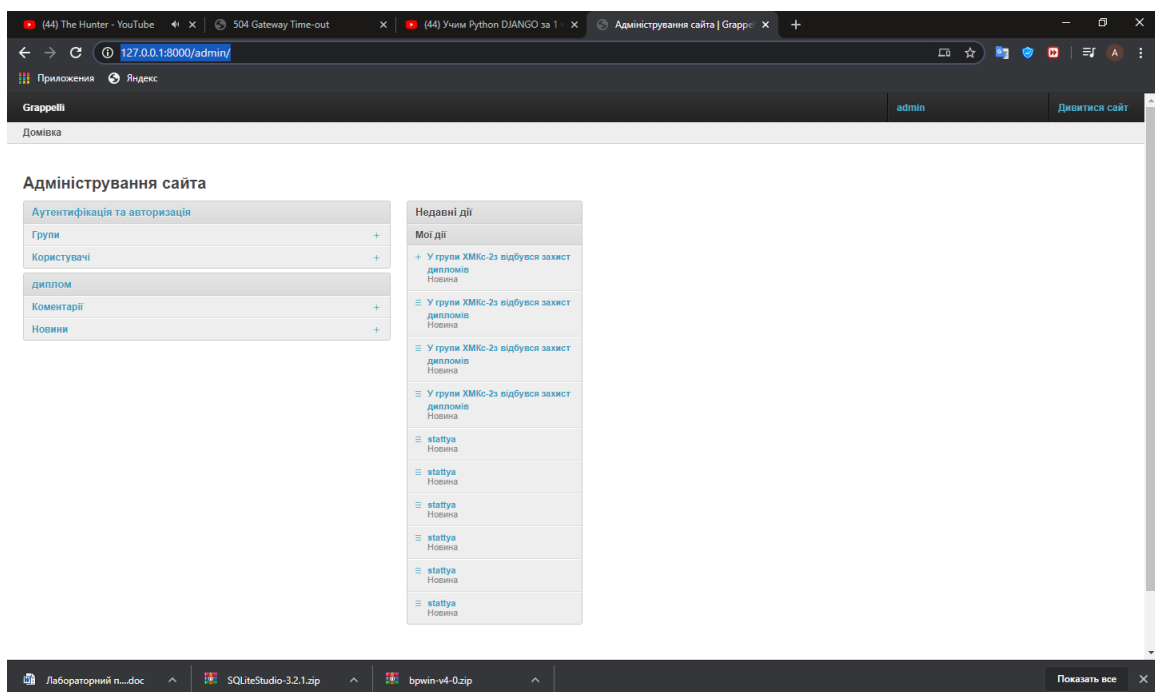 (44) The Hunter - YouTube
504 Gateway Time-out
(44) Учим Python DJANGO за 1
Адміністрування сайта | Grappel
127.0.0.1:8000/admin/
A
Приложения
Яндекс
Grappelli
admin
Дивитися сайт
Домівка
Адміністрування сайта
Аутентифікація та авторизація
Групи
Користувачі
диплом
Коментарії
Новини
Недавні дії
Мої дії
У групи ХМКс-2з відбувся захист
дипломів
Новина
У групи ХМКс-2з відбувся захист
дипломів
Новина
У групи ХМКс-2з відбувся захист
дипломів
Новина
У групи ХМКс-2з відбувся захист
дипломів
Новина
stattya
Новина
stattya
Новина
stattya
Новина
stattya
Новина
stattya
Новина
stattya
Новина
Лабораторний п....doc
SQLiteStudio-3.2.1.zip
bpwin-v4-0.zip
Показать все